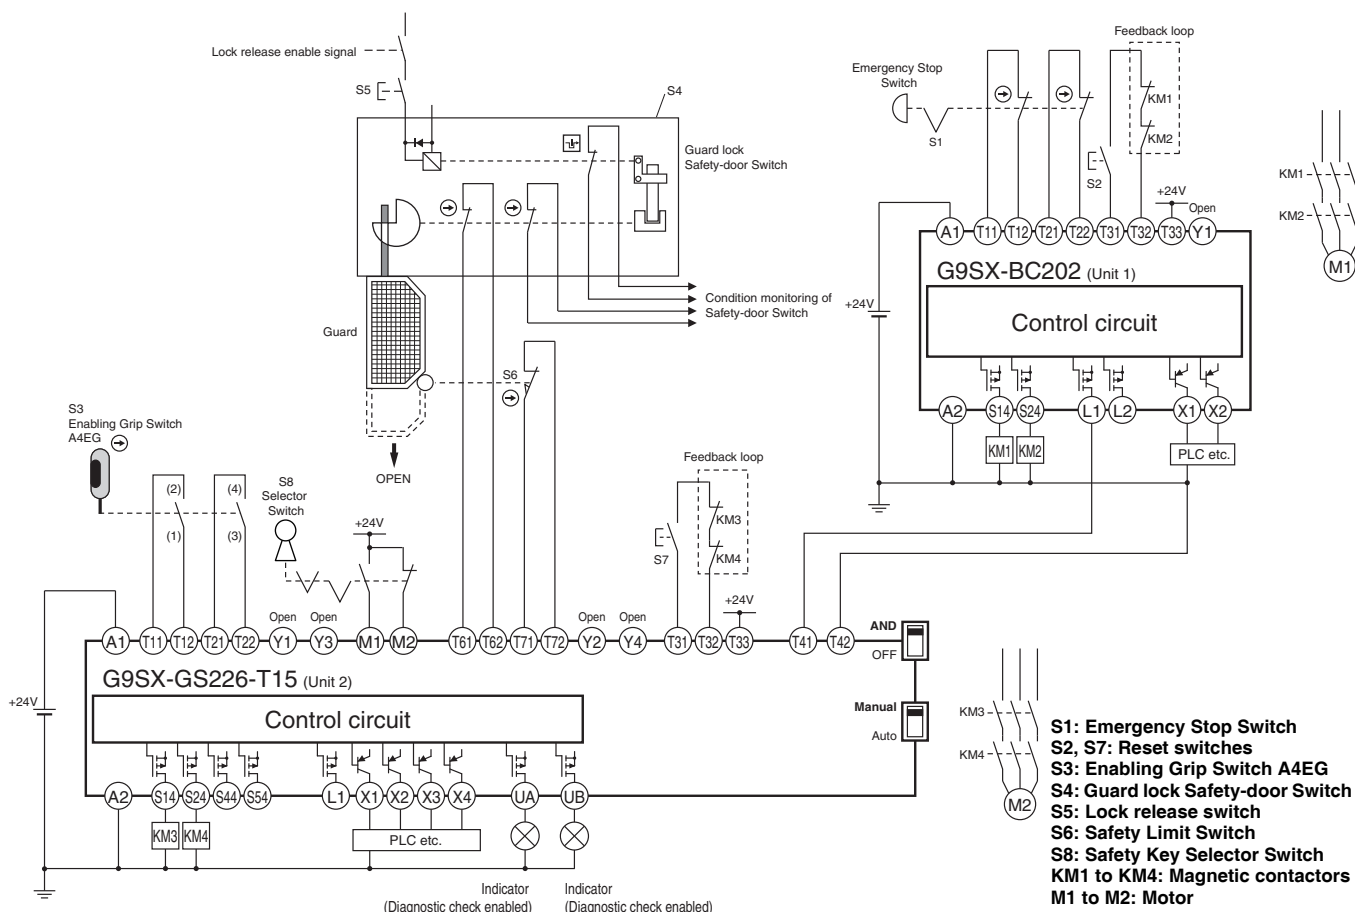 Lock release enable signal
S5
S4
Guard lock
Safety-door Switch
Guard
Condition monitoring of
Safety-door Switch
S6
OPEN
Emergency Stop
Switch
S1
S2
Feedback loop
KM1
KM2
+24V
Open
A1 T11 T12 T21 T22 T31 T32 T33 Y1
G9SX-BC202 (Unit 1)
Control circuit
+24V
A2 S14 S24 L1 L2 X1 X2
KM1 KM2
PLC etc.
KM1
KM2
M1
S3
Enabling Grip Switch
A4EG
(2)
(1)
(4)
(3)
S8
Selector
Switch
+24V
Feedback loop
S7
KM3
KM4
+24V
Open Open
Open Open
A1 T11 T12 T21 T22 Y1 Y3 M1 M2 T61 T62 T71 T72 Y2 Y4 T31 T32 T33 T41 T42
AND
OFF
G9SX-GS226-T15 (Unit 2)
Control circuit
+24V
Manual
Auto
A2 S14 S24 S44 S54 L1 X1 X2 X3 X4 UA UB
KM3 KM4
PLC etc.
Indicator
(Diagnostic check enabled)
Indicator
(Diagnostic check enabled)
KM3
KM4
M2
S1: Emergency Stop Switch
S2, S7: Reset switches
S3: Enabling Grip Switch A4EG
S4: Guard lock Safety-door Switch
S5: Lock release switch
S6: Safety Limit Switch
S8: Safety Key Selector Switch
KM1 to KM4: Magnetic contactors
M1 to M2: Motor